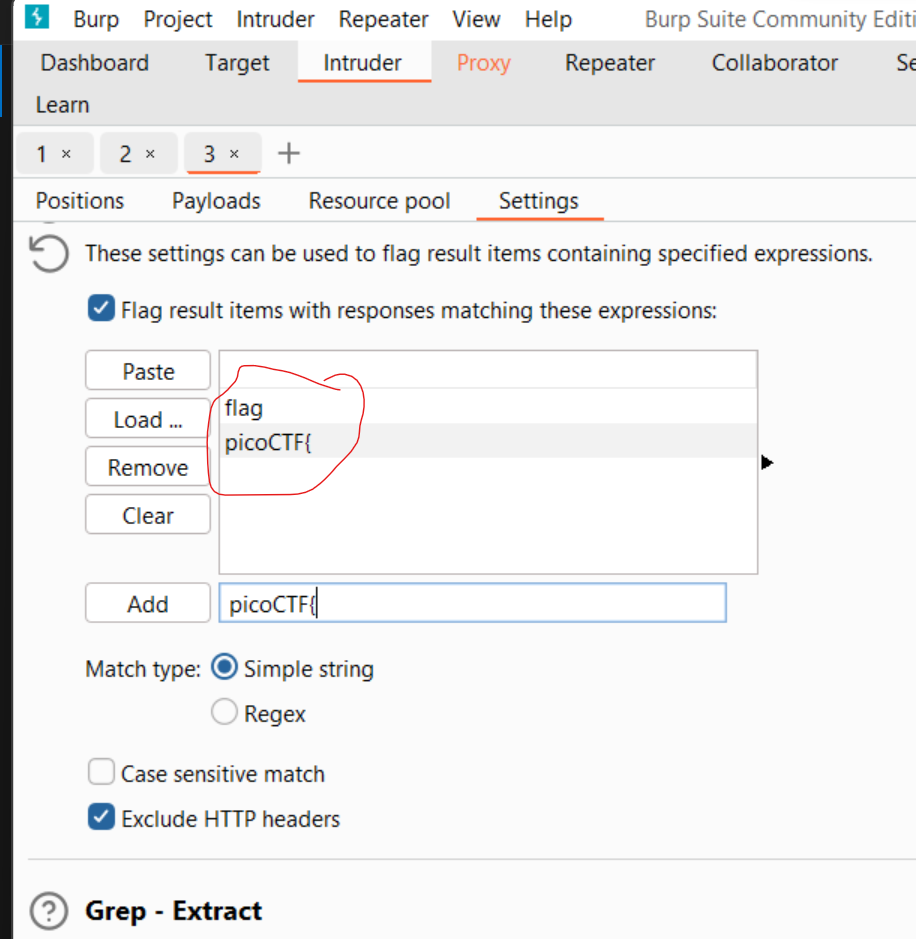 Burp Project Intruder Repeater View Help Burp Suite Community Editi
Dashboard Target Intruder Proxy Repeater Collaborator Se
Learn
1 × 2 × 3 × +
Positions Payloads Resource pool Settings
These settings can be used to flag result items containing specified expressions.
Flag result items with responses matching these expressions:
Paste
Load ...
flag
Remove
picoCTF{
Clear
Add picoCTF{
Match type: Simple string
Regex
Case sensitive match
Exclude HTTP headers
? Grep - Extract